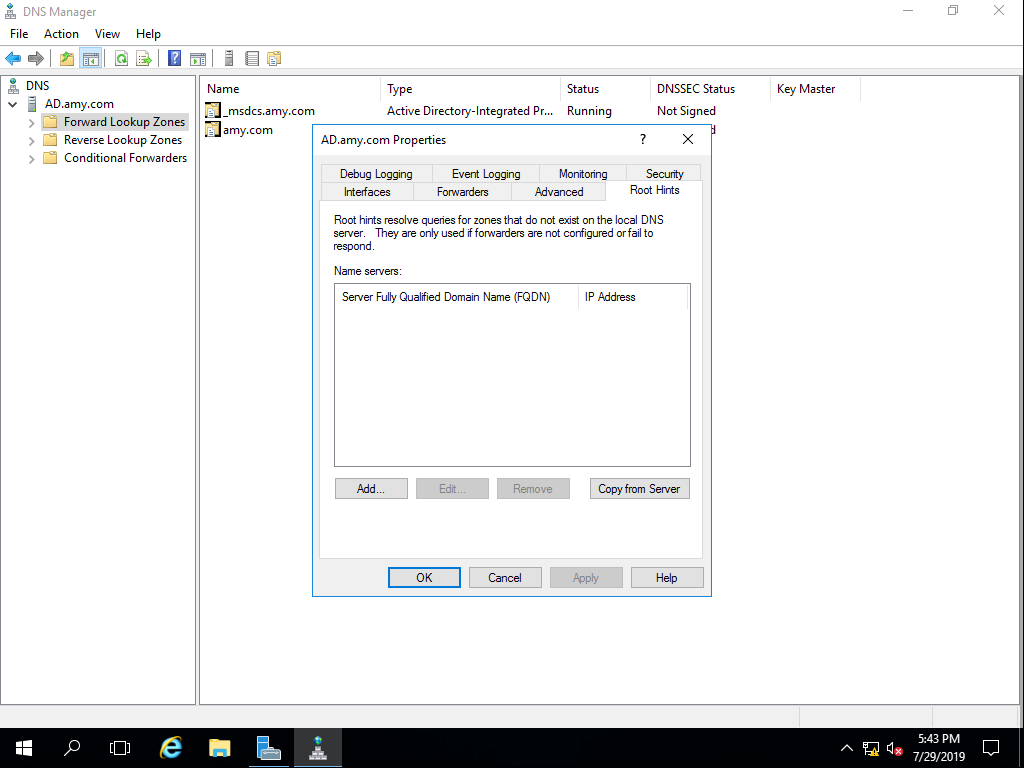 DNS Manager
File Action View Help
DNS
AD.amy.com
Forward Lookup Zones
Reverse Lookup Zones
Conditional Forwarders
Name Type Status DNSSEC Status Key Master
_msdcs.amy.com Active Directory-Integrated Pr... Running Not Signed
amy.com d
AD.amy.com Properties ?
Debug Logging Event Logging Monitoring Security
Interfaces Forwarders Advanced Root Hints
Root hints resolve queries for zones that do not exist on the local DNS
server. They are only used if forwarders are not configured or fail to
respond.
Name servers:
Server Fully Qualified Domain Name (FQDN) IP Address
Add... Edit... Remove Copy from Server
OK Cancel Apply Help
5:43 PM
7/29/2019